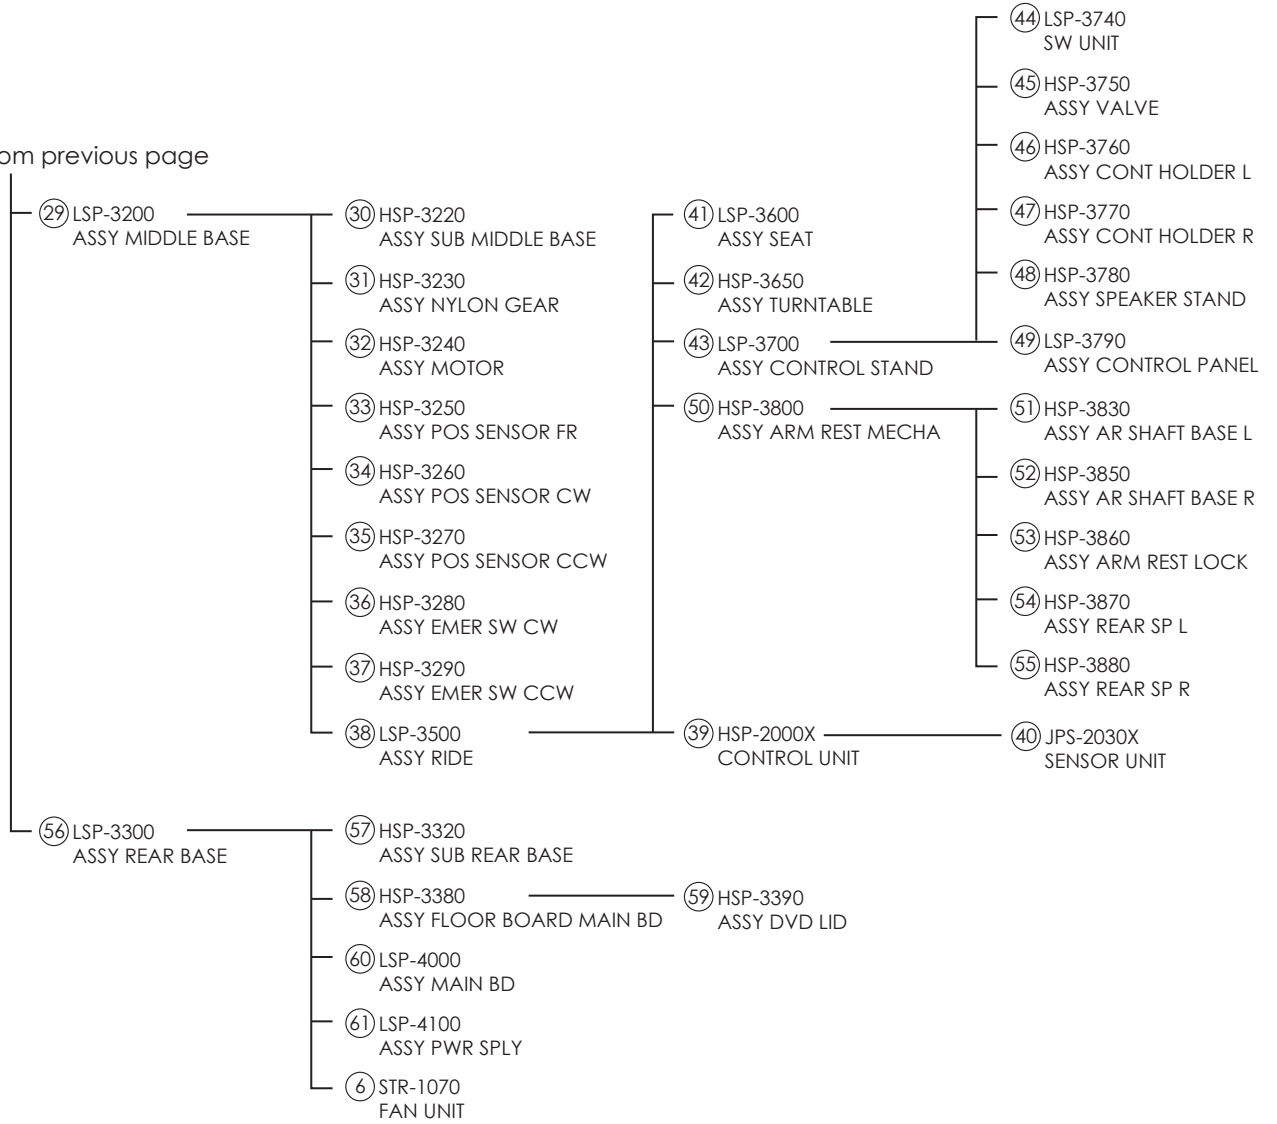 om previous page
29 LSP-3200
ASSY MIDDLE BASE
30 HSP-3220
ASSY SUB MIDDLE BASE
31 HSP-3230
ASSY NYLON GEAR
32 HSP-3240
ASSY MOTOR
33 HSP-3250
ASSY POS SENSOR FR
34 HSP-3260
ASSY POS SENSOR CW
35 HSP-3270
ASSY POS SENSOR CCW
36 HSP-3280
ASSY EMER SW CW
37 HSP-3290
ASSY EMER SW CCW
38 LSP-3500
ASSY RIDE
41 LSP-3600
ASSY SEAT
42 HSP-3650
ASSY TURNTABLE
43 LSP-3700
ASSY CONTROL STAND
44 LSP-3740
SW UNIT
45 HSP-3750
ASSY VALVE
46 HSP-3760
ASSY CONT HOLDER L
47 HSP-3770
ASSY CONT HOLDER R
48 HSP-3780
ASSY SPEAKER STAND
49 LSP-3790
ASSY CONTROL PANEL
50 HSP-3800
ASSY ARM REST MECHA
51 HSP-3830
ASSY AR SHAFT BASE L
52 HSP-3850
ASSY AR SHAFT BASE R
53 HSP-3860
ASSY ARM REST LOCK
54 HSP-3870
ASSY REAR SP L
55 HSP-3880
ASSY REAR SP R
39 HSP-2000X
CONTROL UNIT
40 JPS-2030X
SENSOR UNIT
56 LSP-3300
ASSY REAR BASE
57 HSP-3320
ASSY SUB REAR BASE
58 HSP-3380
ASSY FLOOR BOARD MAIN BD
59 HSP-3390
ASSY DVD LID
60 LSP-4000
ASSY MAIN BD
61 LSP-4100
ASSY PWR SPLY
6 STR-1070
FAN UNIT